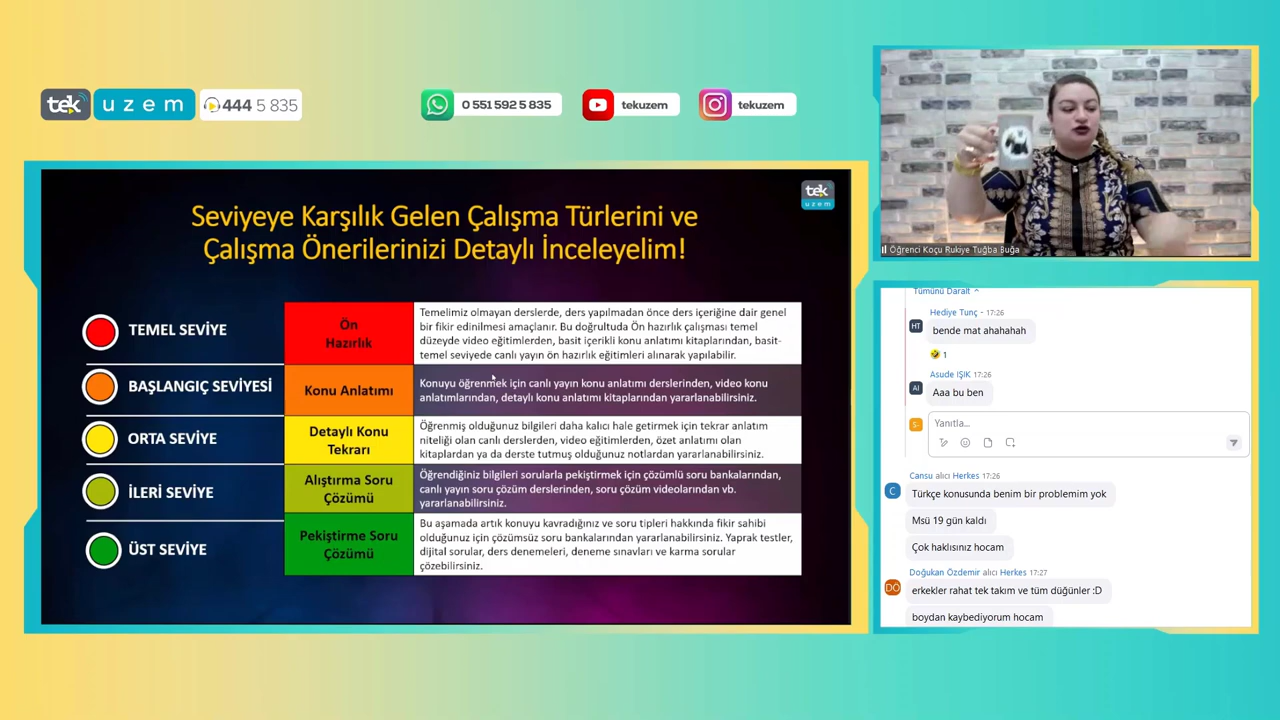 tek
uzem
444 5 835
0 551 592 5 835
tekuzem
tekuzem
tek
uzem
Seviyeye Karşılık Gelen Çalışma Türlerini ve
Çalışma Önerilerinizi Detaylı İnceleyelim!
TEMEL SEVİYE
Ön
Hazırlık
Temelimiz olmayan derslerde, ders yapılmadan önce ders içeriğine dair genel
bir fikir edinilmesi amaçlanır. Bu doğrultuda Ön hazırlık çalışması temel
düzeyde video eğitimlerden, basit içerikli konu anlatımı kitaplarından, basit-
temel seviyede canlı yayın ön hazırlık eğitimleri alınarak yapılabilir.
BAŞLANGIÇ SEVİYESİ
Konu Anlatımı
Konuyu öğrenmek için canlı yayın konu anlatımı derslerinden, video konu
anlatımlarından, detaylı konu anlatımı kitaplarından yararlanabilirsiniz.
ORTA SEVİYE
Detaylı Konu
Tekrarı
Öğrenmiş olduğunuz bilgileri daha kalıcı hale getirmek için tekrar anlatım
niteliği olan canlı derslerden, video eğitimlerden, özet anlatımı olan
kitaplardan ya da derste tutmuş olduğunuz notlardan yararlanabilirsiniz.
İLERİ SEVİYE
Alıştırma Soru
Çözümü
Öğrendiğiniz bilgileri sorularla pekiştirmek için çözümlü soru bankalarından,
canlı yayın soru çözüm derslerinden, soru çözüm videolarından vb.
yararlanabilirsiniz.
ÜST SEVİYE
Pekiştirme Soru
Çözümü
Bu aşamada artık konuyu kavradığınız ve soru tipleri hakkında fikir sahibi
olduğunuz için çözümsüz soru bankalarından yararlanabilirsiniz. Yaprak testler,
dijital sorular, ders denemeleri, deneme sınavları ve karma sorular
çözebilirsiniz.
Öğrenci Koçu Rukiye Tuğba Buğa
Tümünü Daralt
Hediye Tunç - 17:26
HT
bende mat ahahahah
🤣 1
Asude IŞIK 17:26
AI
Aaa bu ben
S-
Yanıtla...
Cansu alıcı Herkes 17:26
C
Türkçe konusunda benim bir problemim yok
Msü 19 gün kaldı
Çok haklısınız hocam
Doğukan Özdemir alıcı Herkes 17:27
DÖ
erkekler rahat tek takım ve tüm düğünler :D
boydan kaybediyorum hocam